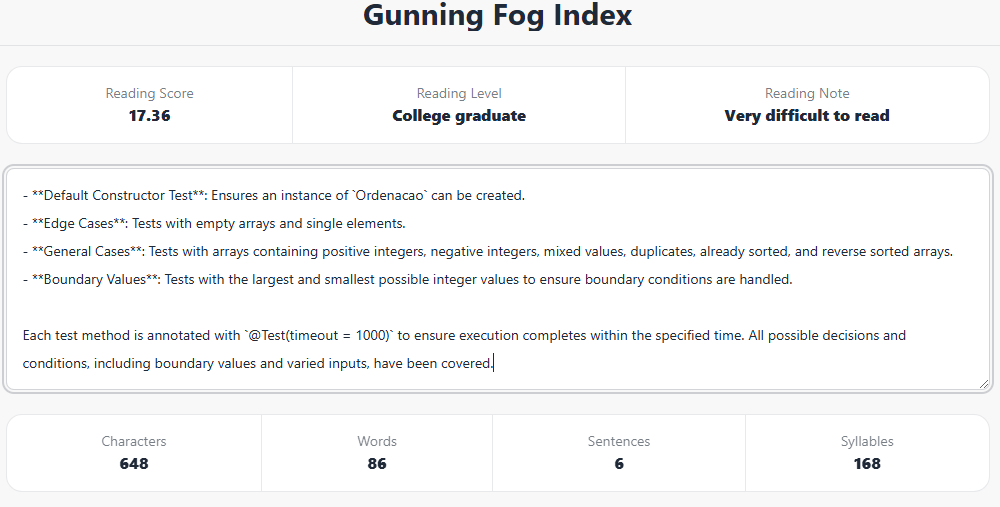 Gunning Fog Index
Reading Score
17.36
Reading Level
College graduate
Reading Note
Very difficult to read
- **Default Constructor Test**: Ensures an instance of `Ordenacao` can be created.
- **Edge Cases**: Tests with empty arrays and single elements.
- **General Cases**: Tests with arrays containing positive integers, negative integers, mixed values, duplicates, already sorted, and reverse sorted arrays.
- **Boundary Values**: Tests with the largest and smallest possible integer values to ensure boundary conditions are handled.
Each test method is annotated with `@Test(timeout = 1000)` to ensure execution completes within the specified time. All possible decisions and
conditions, including boundary values and varied inputs, have been covered.
Characters
648
Words
86
Sentences
6
Syllables
168